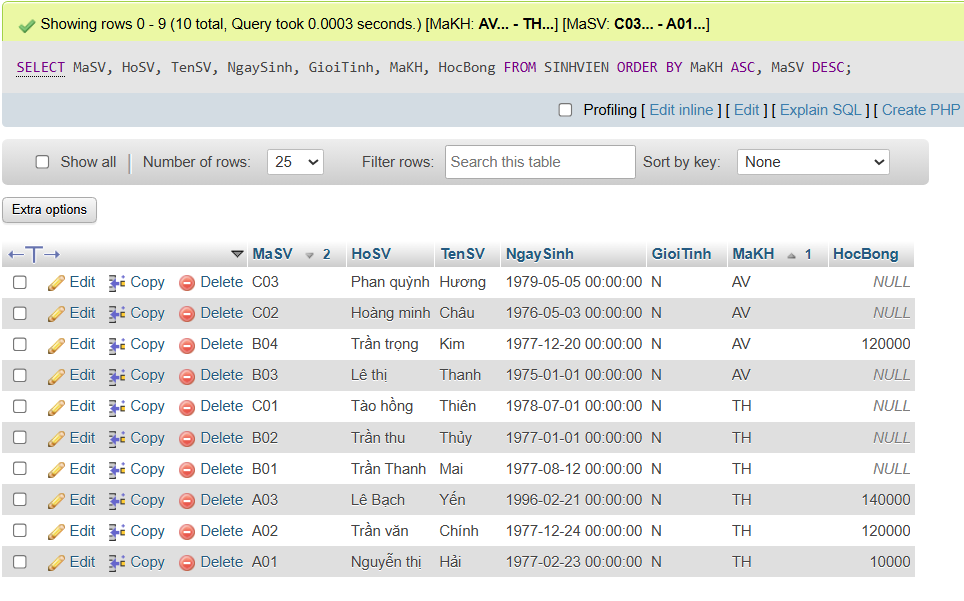 Showing rows 0 - 9 (10 total, Query took 0.0003 seconds.) [MaKH: AV... - TH...] [MaSV: C03... - A01...]
SELECT MaSV, HoSV, TenSV, NgaySinh, GioiTinh, MaKH, HocBong FROM SINHVIEN ORDER BY MaKH ASC, MaSV DESC;
Profiling [ Edit inline ] [ Edit ] [ Explain SQL ] [ Create PHP
Show all | Number of rows: 25 Filter rows: Search this table Sort by key: None
Extra options
←T→ MaSV 2 HoSV TenSV NgaySinh GioiTinh MaKH 1 HocBong
Edit Copy Delete C03 Phan quỳnh Hương 1979-05-05 00:00:00 N AV NULL
Edit Copy Delete C02 Hoàng minh Châu 1976-05-03 00:00:00 N AV NULL
Edit Copy Delete B04 Trần trọng Kim 1977-12-20 00:00:00 N AV 120000
Edit Copy Delete B03 Lê thị Thanh 1975-01-01 00:00:00 N AV NULL
Edit Copy Delete C01 Tào hồng Thiên 1978-07-01 00:00:00 N TH NULL
Edit Copy Delete B02 Trần thu Thủy 1977-01-01 00:00:00 N TH NULL
Edit Copy Delete B01 Trần Thanh Mai 1977-08-12 00:00:00 N TH NULL
Edit Copy Delete A03 Lê Bạch Yến 1996-02-21 00:00:00 N TH 140000
Edit Copy Delete A02 Trần văn Chính 1977-12-24 00:00:00 N TH 120000
Edit Copy Delete A01 Nguyễn thị Hải 1977-02-23 00:00:00 N TH 10000